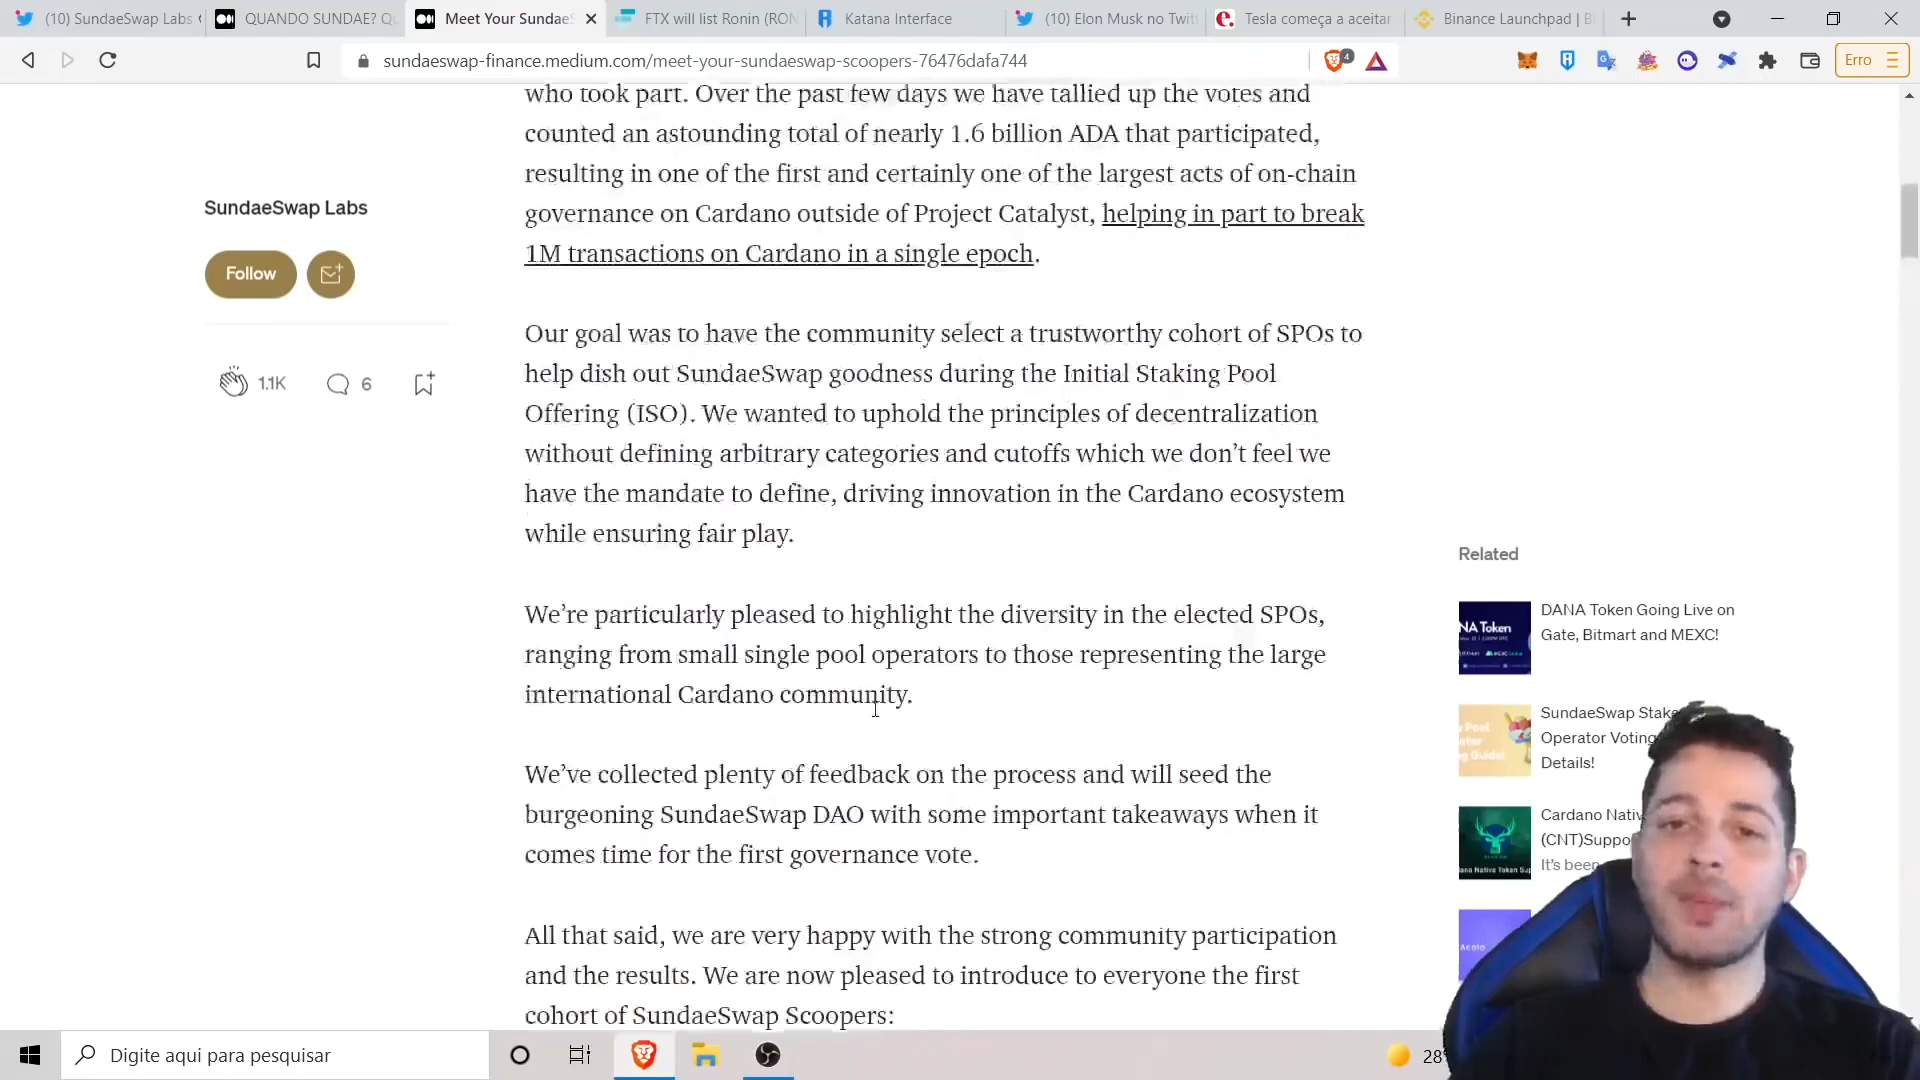 (10) SundaeSwap Labs
QUANDO SUNDAE? Qu
Meet Your SundaeS
FTX will list Ronin (RON
Katana Interface
(10) Elon Musk no Twit
Tesla começa a aceitar
Binance Launchpad | B
sundaeswap-finance.medium.com/meet-your-sundaeswap-scoopers-76476dafa744
4
Erro
who took part. Over the past few days we have tallied up the votes and
counted an astounding total of nearly 1.6 billion ADA that participated,
resulting in one of the first and certainly one of the largest acts of on-chain
governance on Cardano outside of Project Catalyst, helping in part to break
1M transactions on Cardano in a single epoch.
SundaeSwap Labs
Follow
1.1K
6
Our goal was to have the community select a trustworthy cohort of SPOs to
help dish out SundaeSwap goodness during the Initial Staking Pool
Offering (ISO). We wanted to uphold the principles of decentralization
without defining arbitrary categories and cutoffs which we don’t feel we
have the mandate to define, driving innovation in the Cardano ecosystem
while ensuring fair play.
We’re particularly pleased to highlight the diversity in the elected SPOs,
ranging from small single pool operators to those representing the large
international Cardano community.
We’ve collected plenty of feedback on the process and will seed the
burgeoning SundaeSwap DAO with some important takeaways when it
comes time for the first governance vote.
All that said, we are very happy with the strong community participation
and the results. We are now pleased to introduce to everyone the first
cohort of SundaeSwap Scoopers:
Related
NA Token
DANA Token Going Live on
Gate, Bitmart and MEXC!
SundaeSwap Stake
Operator Voting
Details!
Cardano Nativ
(CNT)Suppo
It’s been
Acala
Digite aqui para pesquisar
28°